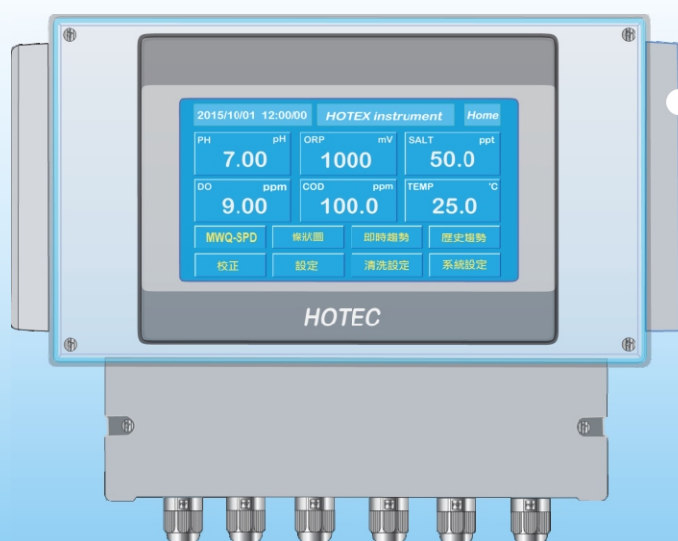 2015/10/01 12:00/00 HOTEX instrument Home
PH pH ORP mV SALT ppt
7.00 1000 50.0
DO ppm COD ppm TEMP °C
9.00 100.0 25.0
MWQ-SPD 條狀圖 即時趨勢 歷史趨勢
校正 設定 清洗設定 系統設定
HOTEC